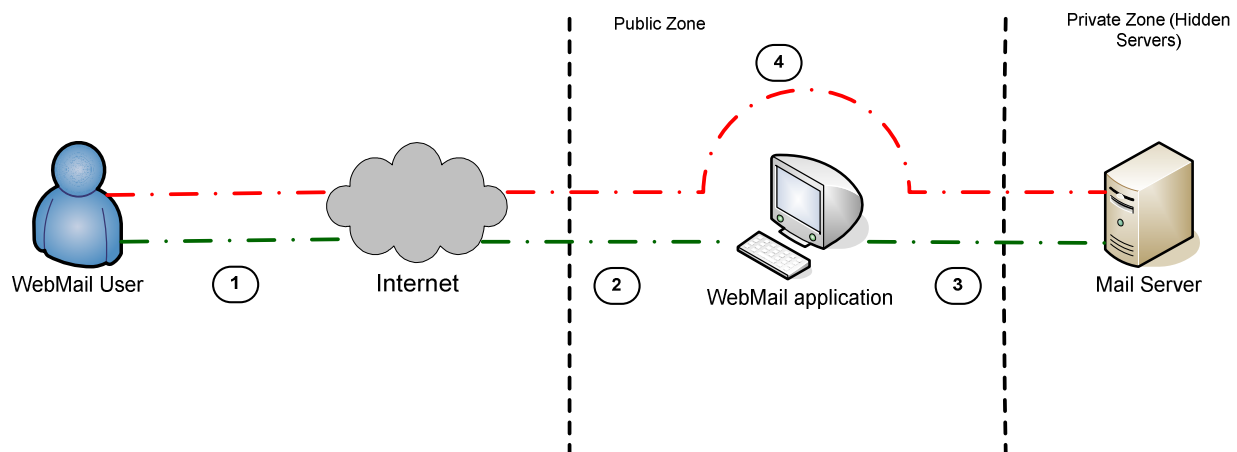 Public Zone
Private Zone (Hidden
Servers)
4
WebMail User
1
Internet
2
WebMail application
3
Mail Server